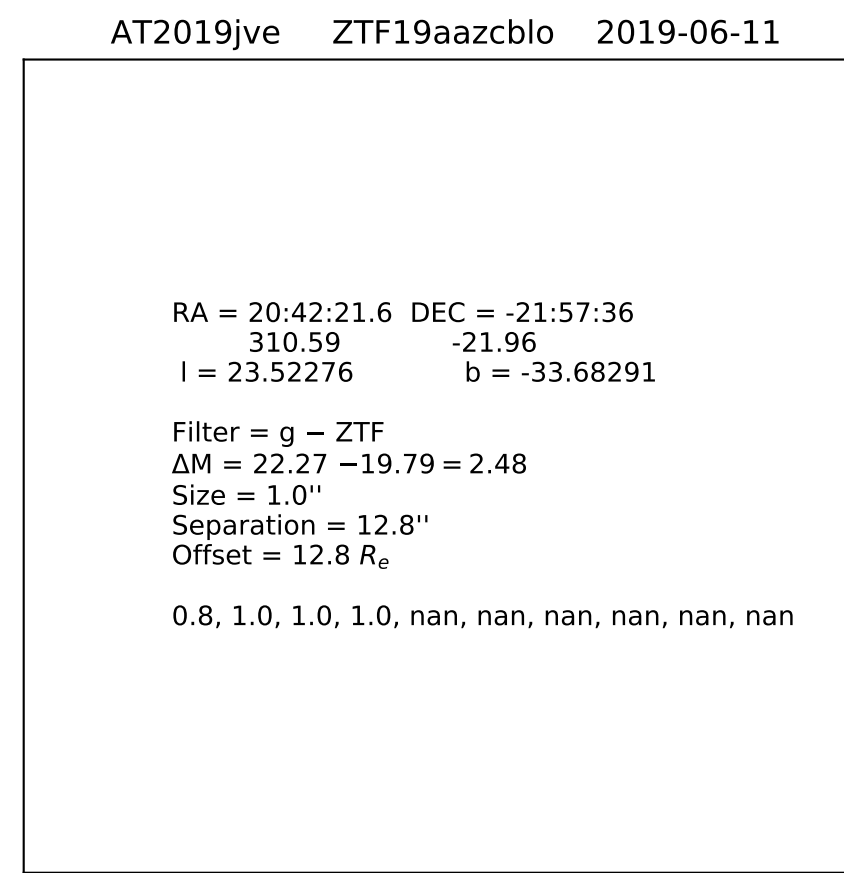 AT2019jve ZTF19aazcblo 2019-06-11
RA = 20:42:21.6 DEC = -21:57:36
310.59 -21.96
l = 23.52276 b = -33.68291
Filter = g − ZTF
ΔM = 22.27 −19.79 = 2.48
Size = 1.0''
Separation = 12.8''
Offset = 12.8 Re
0.8, 1.0, 1.0, 1.0, nan, nan, nan, nan, nan, nan